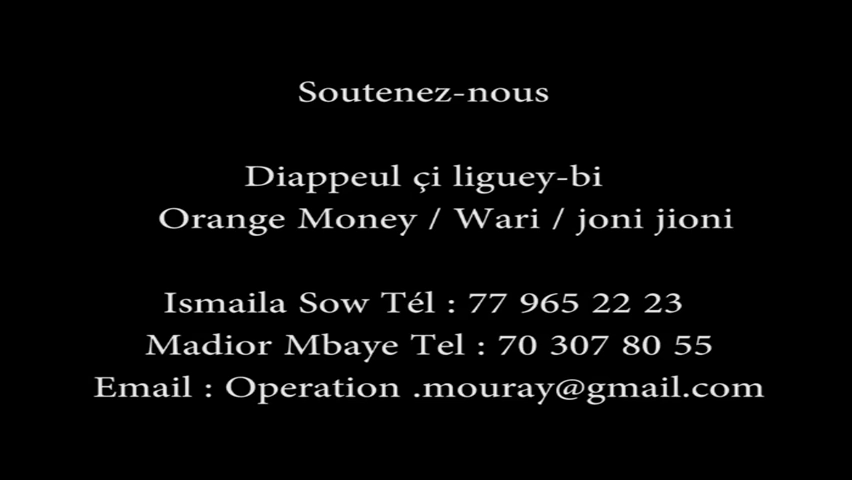 Soutenez-nous
Diappeul çi liguey-bi
Orange Money / Wari / joni jioni
Ismaila Sow Tél : 77 965 22 23
Madior Mbaye Tel : 70 307 80 55
Email : Operation .mouray@gmail.com